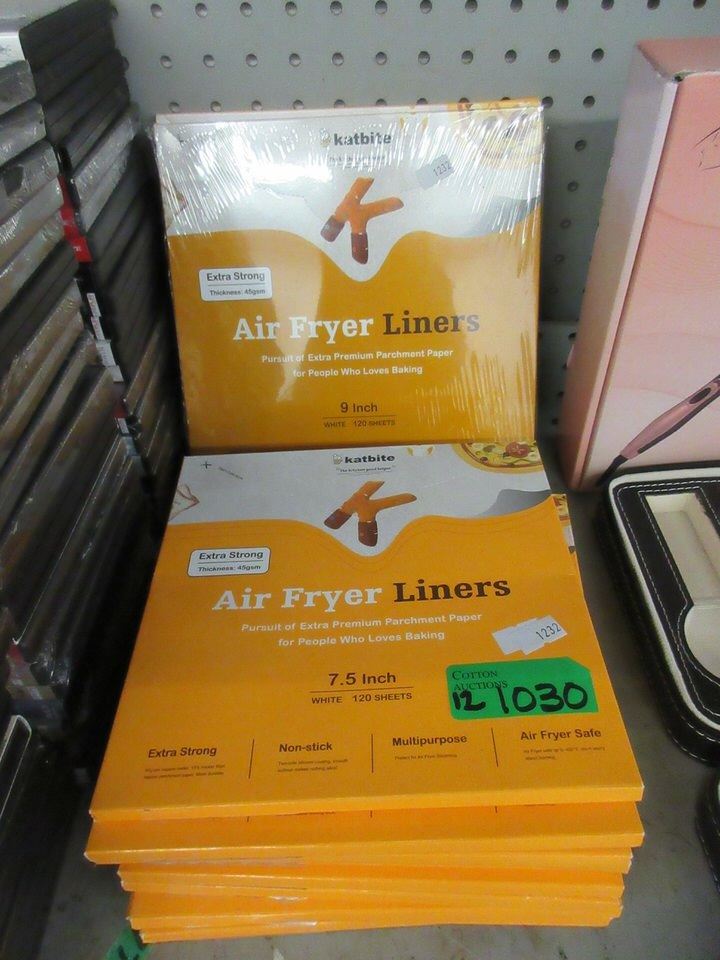 katbite
1232
Extra Strong
Thickness: 45gsm
Air Fryer Liners
Pursuit of Extra Premium Parchment Paper
for People Who Loves Baking
9 Inch
WHITE 120 SHEETS
katbite
Extra Strong
Thickness: 45gsm
Air Fryer Liners
Pursuit of Extra Premium Parchment Paper
for People Who Loves Baking
1232
7.5 Inch
WHITE 120 SHEETS
COTTON
AUCTIONS
12 1030
Extra Strong
Non-stick
Multipurpose
Air Fryer Safe